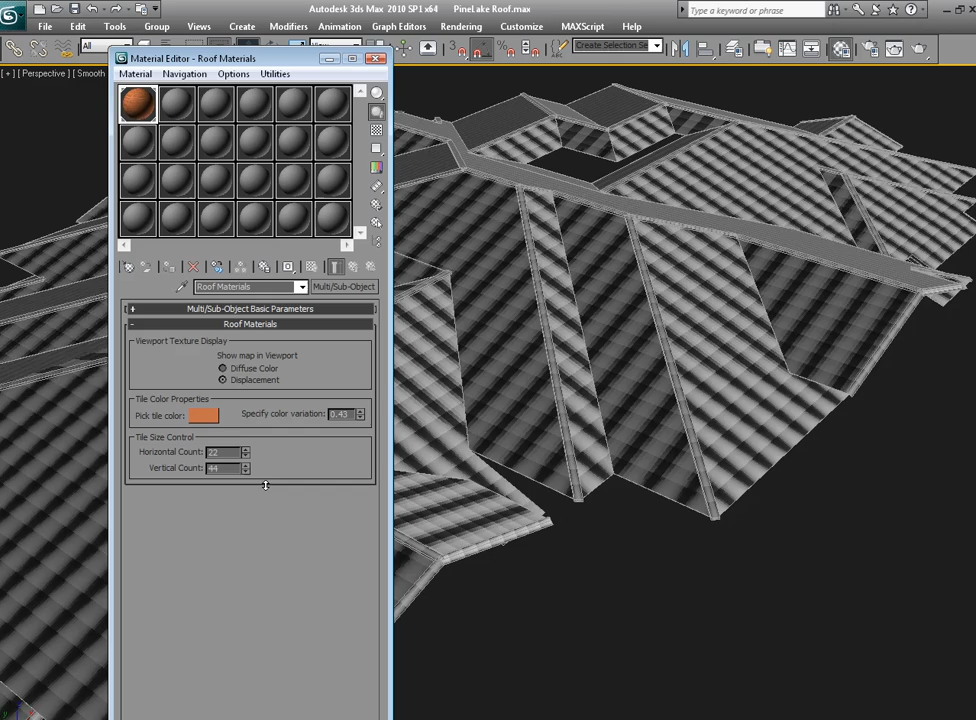 Autodesk 3ds Max 2010 SP1 x64 PineLake Roof.max
Type a keyword or phrase
File Edit Tools Group Create Modifiers Animation Graph Editors Rendering Customize MAXScript Help
All
Create Selection Se
[ + ] [ Perspective ] [ Smooth
Material Editor - Roof Materials
Material Navigation Options Utilities
Roof Materials Multi/Sub-Object
+ Multi/Sub-Object Basic Parameters
- Roof Materials
Viewport Texture Display
Show map in Viewport
Diffuse Color
Displacement
Tile Color Properties
Pick tile color: Specify color variation: 0.43
Tile Size Control
Horizontal Count: 22
Vertical Count: 44